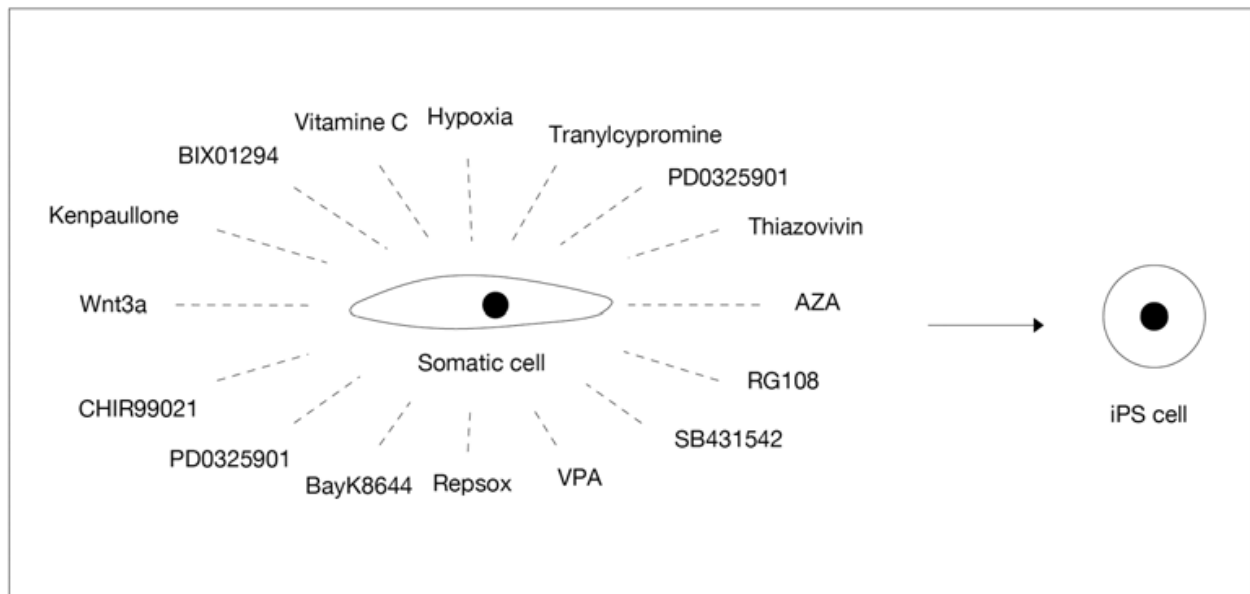 Hypoxia
Vitamine C
Tranylcypromine
BIX01294
PD0325901
Kenpaullone
Thiazovivin
Wnt3a
AZA
Somatic cell
RG108
CHIR99021
iPS cell
SB431542
PD0325901
VPA
BayK8644
Repsox